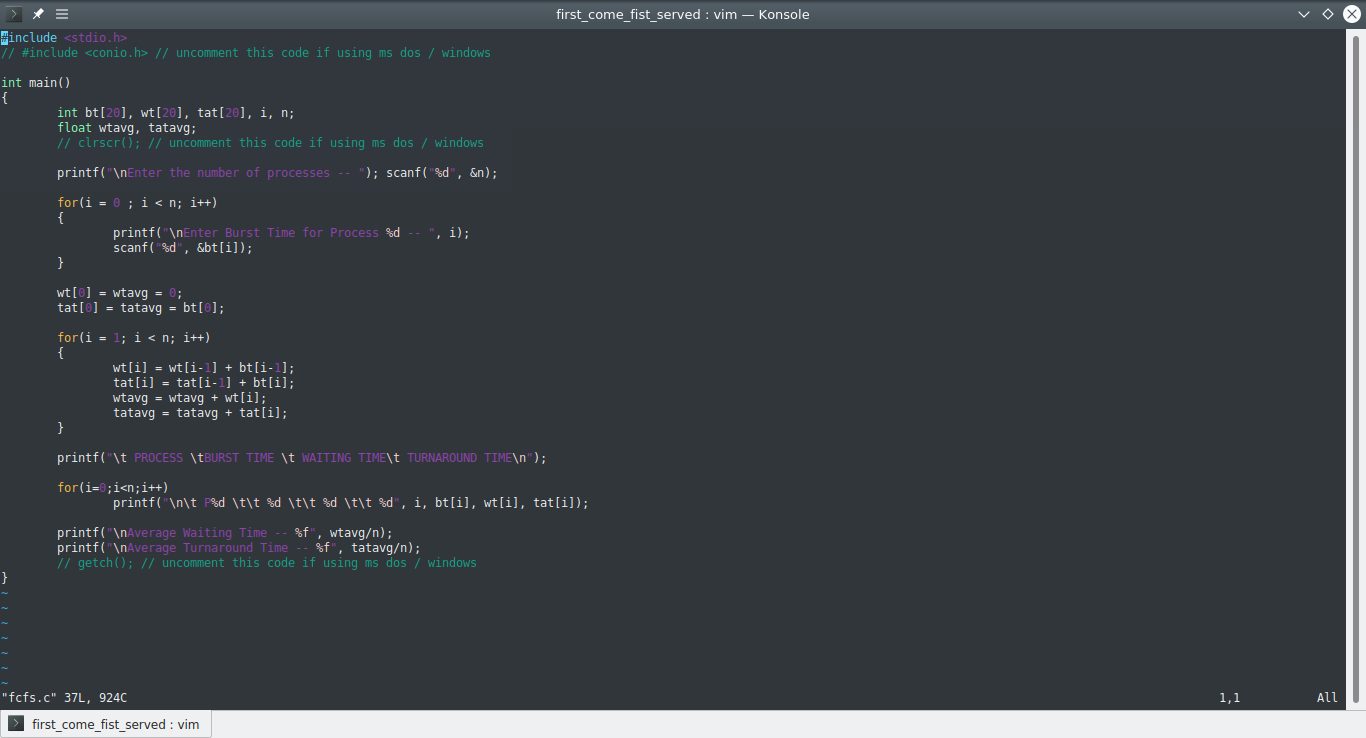 first_come_fist_served : vim — Konsole
#include <stdio.h>
// #include <conio.h> // uncomment this code if using ms dos / windows

int main()
{
        int bt[20], wt[20], tat[20], i, n;
        float wtavg, tatavg;
        // clrscr(); // uncomment this code if using ms dos / windows

        printf("\nEnter the number of processes -- "); scanf("%d", &n);

        for(i = 0 ; i < n; i++)
        {
                printf("\nEnter Burst Time for Process %d -- ", i);
                scanf("%d", &bt[i]);
        }

        wt[0] = wtavg = 0;
        tat[0] = tatavg = bt[0];

        for(i = 1; i < n; i++)
        {
                wt[i] = wt[i-1] + bt[i-1];
                tat[i] = tat[i-1] + bt[i];
                wtavg = wtavg + wt[i];
                tatavg = tatavg + tat[i];
        }

        printf("\t PROCESS \tBURST TIME \t WAITING TIME\t TURNAROUND TIME\n");

        for(i=0;i<n;i++)
                printf("\n\t P%d \t\t %d \t\t %d \t\t %d", i, bt[i], wt[i], tat[i]);

        printf("\nAverage Waiting Time -- %f", wtavg/n);
        printf("\nAverage Turnaround Time -- %f", tatavg/n);
        // getch(); // uncomment this code if using ms dos / windows
}
~
~
~
~
~
~
~
"fcfs.c" 37L, 924C 1,1 All
first_come_fist_served : vim